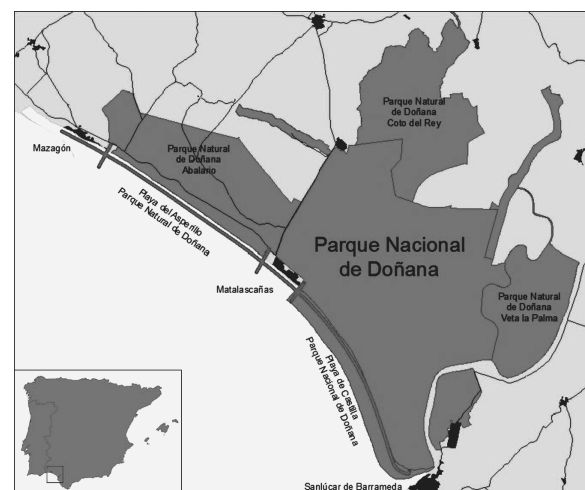 Parque Natural
de Doñana
Coto del Rey
Mazagón
Parque Natural
de Doñana
Abalario
Playa del Asperillo
Parque Natural de Doñana
Parque Nacional
de Doñana
Matalascañas
Parque Natural
de Doñana
Veta la Palma
Playa de Castilla
Parque Nacional de Doñana
Sanlúcar de Barrameda